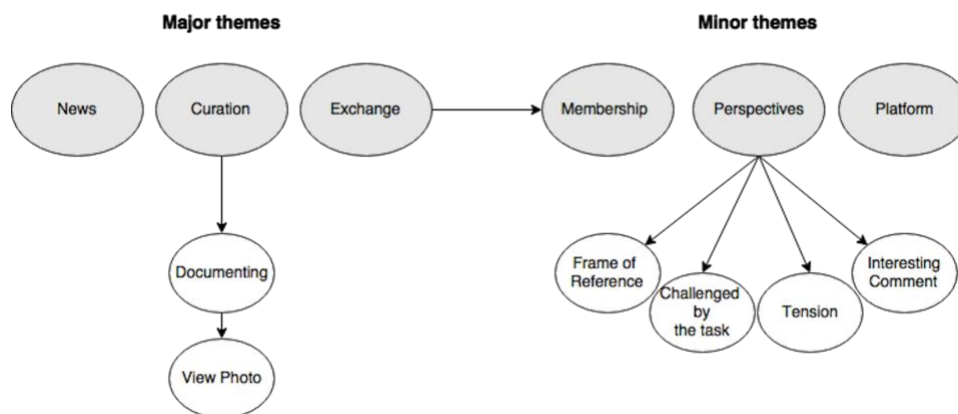 Major themes
Minor themes
News
Curation
Exchange
Membership
Perspectives
Platform
Documenting
View Photo
Frame of
Reference
Challenged
by
the task
Tension
Interesting
Comment